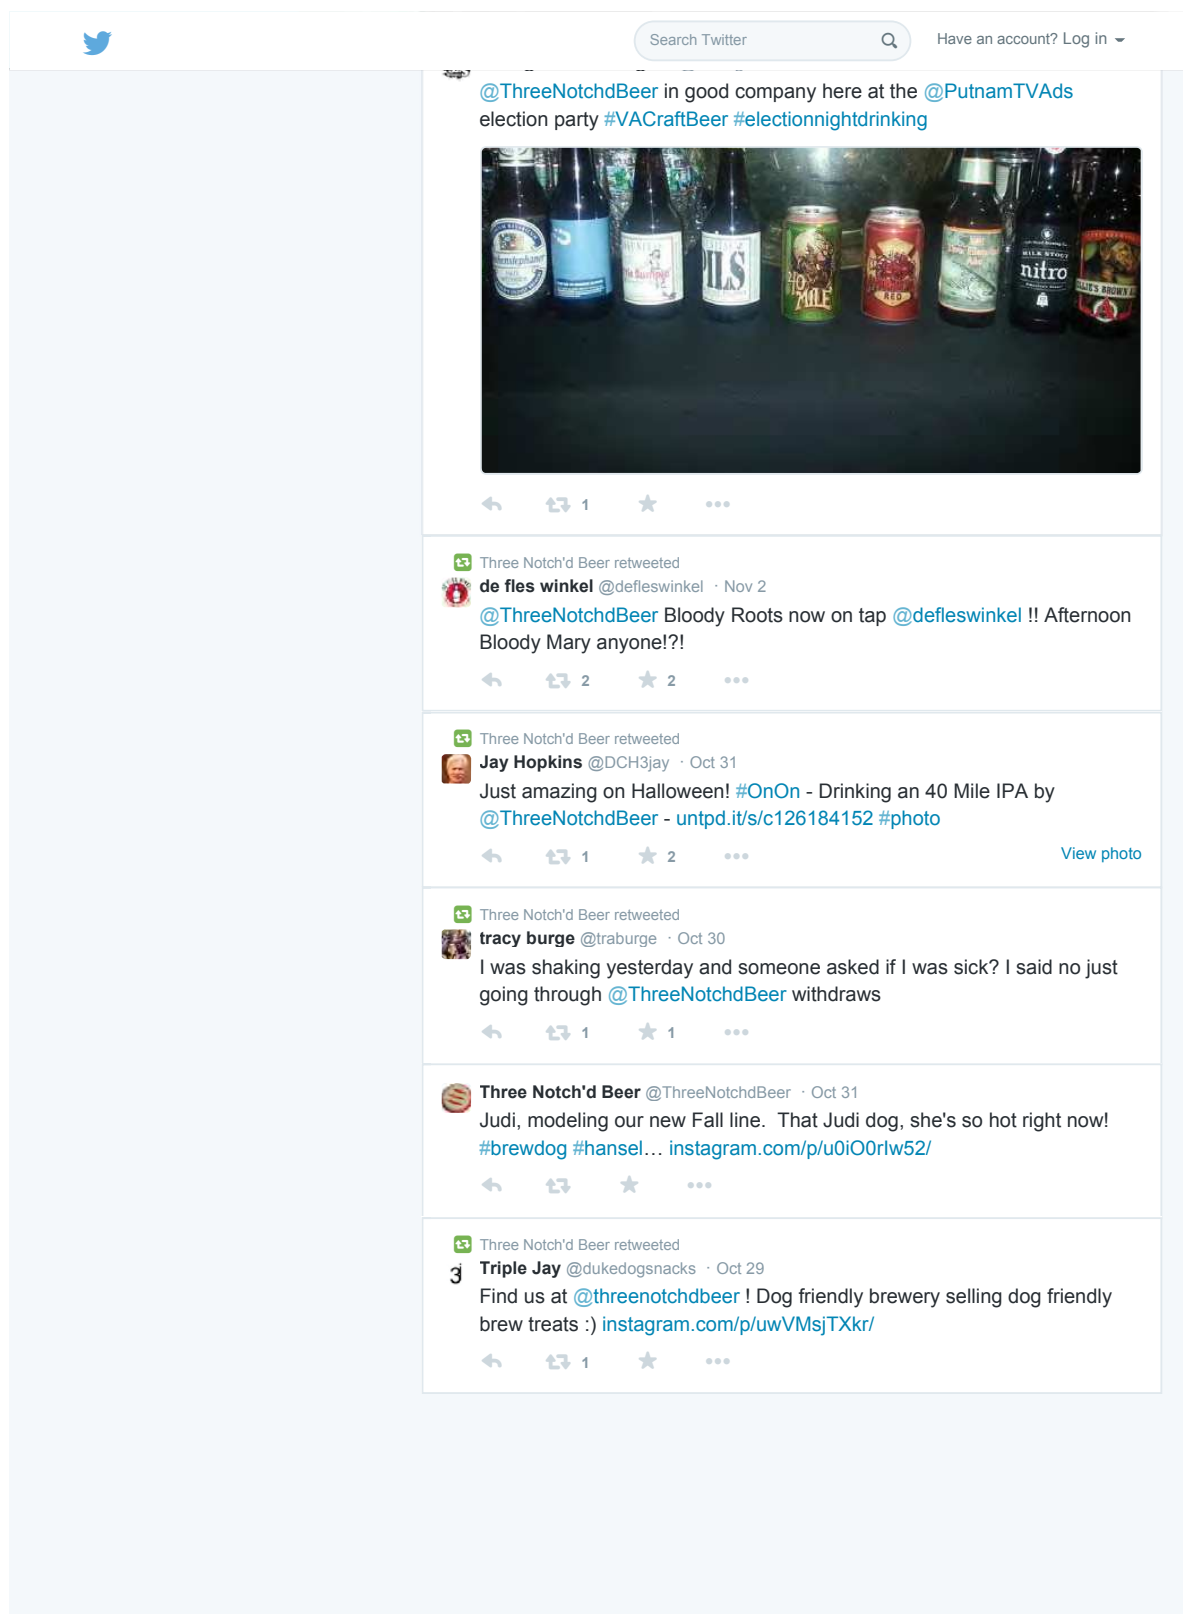 Search Twitter
Have an account? Log in
@ThreeNotchdBeer in good company here at the @PutnamTVAds
election party #VACraftBeer #electionnightdrinking
PILS
40
MILE
RED
Ale
MILK STOUT
nitro
1
Three Notch'd Beer retweeted
de fles winkel @defleswinkel · Nov 2
@ThreeNotchdBeer Bloody Roots now on tap @defleswinkel !! Afternoon
Bloody Mary anyone!?!
2 2
Three Notch'd Beer retweeted
Jay Hopkins @DCH3jay · Oct 31
Just amazing on Halloween! #OnOn - Drinking an 40 Mile IPA by
@ThreeNotchdBeer - untpd.it/s/c126184152 #photo
1 2 View photo
Three Notch'd Beer retweeted
tracy burge @traburge · Oct 30
I was shaking yesterday and someone asked if I was sick? I said no just
going through @ThreeNotchdBeer withdraws
1 1
Three Notch'd Beer @ThreeNotchdBeer · Oct 31
Judi, modeling our new Fall line.  That Judi dog, she's so hot right now!
#brewdog #hansel… instagram.com/p/u0iO0rIw52/
Three Notch'd Beer retweeted
Triple Jay @dukedogsnacks · Oct 29
Find us at @threenotchdbeer ! Dog friendly brewery selling dog friendly
brew treats :) instagram.com/p/uwVMsjTXkr/
1